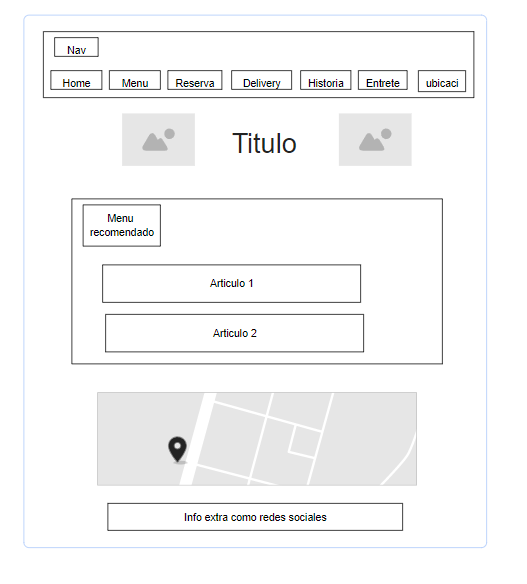 Nav
Home
Menu
Reserva
Delivery
Historia
Entrete
ubicaci
Titulo
Menu
recomendado
Articulo 1
Articulo 2
Info extra como redes sociales